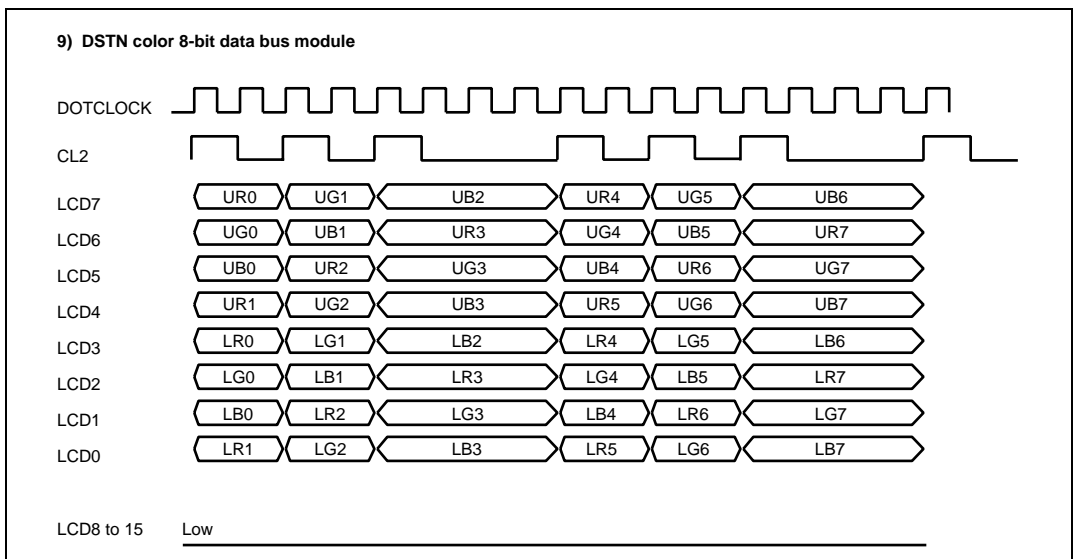 9) DSTN color 8-bit data bus module
DOTCLOCK
CL2
LCD7 UR0 UG1 UB2 UR4 UG5 UB6
LCD6 UG0 UB1 UR3 UG4 UB5 UR7
LCD5 UB0 UR2 UG3 UB4 UR6 UG7
LCD4 UR1 UG2 UB3 UR5 UG6 UB7
LCD3 LR0 LG1 LB2 LR4 LG5 LB6
LCD2 LG0 LB1 LR3 LG4 LB5 LR7
LCD1 LB0 LR2 LG3 LB4 LR6 LG7
LCD0 LR1 LG2 LB3 LR5 LG6 LB7
LCD8 to 15 Low